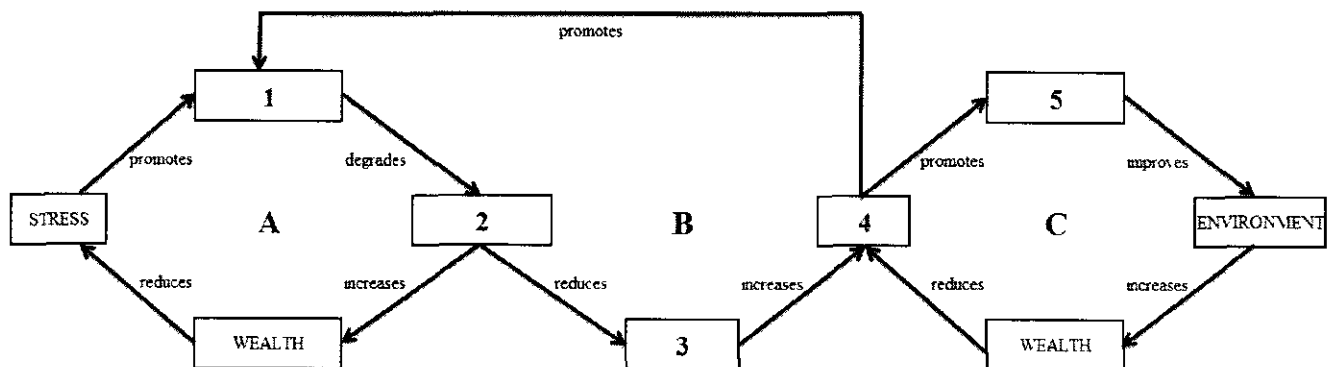 promotes
1
5
promotes
degrades
promotes
improves
STRESS
A
2
B
4
C
ENVIRONMENT
reduces
increases
reduces
increases
reduces
increases
WEALTH
3
WEALTH